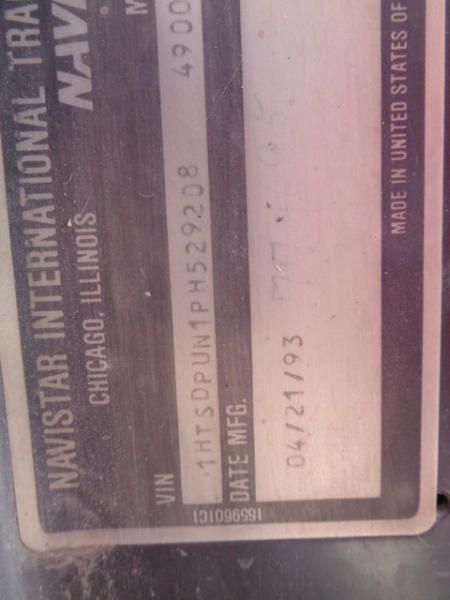 NAVISTAR INTERNATIONAL TRA
CHICAGO, ILLINOIS
NAVI
M
VIN
1HTSDPUN1PH529208 4900
DATE MFG.
04/21/93
MADE IN UNITED STATES OF
1659601C1